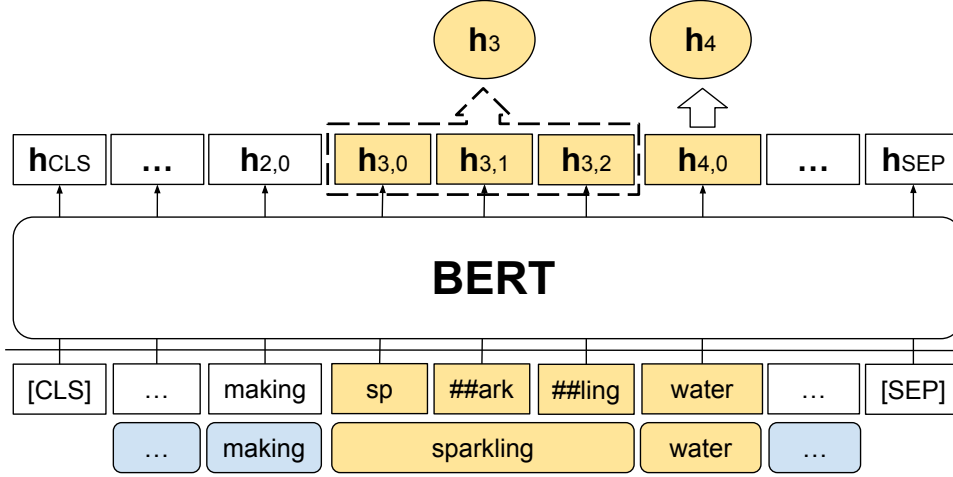 h3 h4
hCLS ... h2,0 h3,0 h3,1 h3,2 h4,0 ... hSEP
BERT
[CLS] ... making sp ##ark ##ling water ... [SEP]
... making sparkling water ...